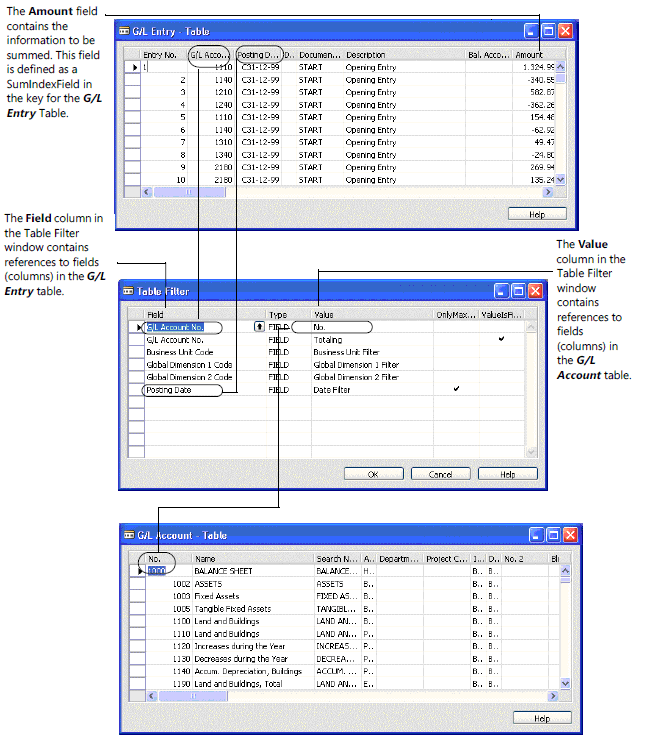 The Amount field
contains the
information to be
summed. This field
is defined as a
SumIndexField in
the key for the G/L
Entry Table.
G/L Entry - Table
Entry No. G/L Acco... Posting D... D.. Documen... Description Bal. Acco... Amount
1 1110 C31-12-99 START Opening Entry 1.324.99
2 1140 C31-12-99 START Opening Entry -340.55
3 1210 C31-12-99 START Opening Entry 582.87
4 1240 C31-12-99 START Opening Entry -362.26
5 1110 C31-12-99 START Opening Entry 154.46
6 1140 C31-12-99 START Opening Entry -62.92
7 1310 C31-12-99 START Opening Entry 49.47
8 1340 C31-12-99 START Opening Entry -24.80
9 2180 C31-12-99 START Opening Entry 269.94
10 2180 C31-12-99 START Opening Entry 135.24
Help
The Field column in
the Table Filter
window contains
references to fields
(columns) in the G/L
Entry table.
The Value
column in the
Table Filter
window
contains
references to
fields
(columns) in
the G/L
Account table.
Table Filter
Field Type Value OnlyMax... ValueIsFi...
G/L Account No. FIELD No.
G/L Account No. FIELD Totaling
Business Unit Code FIELD Business Unit Filter
Global Dimension 1 Code FIELD Global Dimension 1 Filter
Global Dimension 2 Code FIELD Global Dimension 2 Filter
Posting Date FIELD Date Filter
OK Cancel Help
G/L Account - Table
No. Name Search N... A.. Departm... Project C... I... D.. No. 2 Bl
1000 BALANCE SHEET BALANCE... H.. B.. B..
1002 ASSETS ASSETS B.. B.. B..
1003 Fixed Assets FIXED AS... B.. B.. B..
1005 Tangible Fixed Assets TANGIBL... B.. B.. B..
1100 Land and Buildings LAND AN... B.. B.. B..
1110 Land and Buildings LAND AN... P.. B.. B..
1120 Increases during the Year INCREAS... P.. B.. B..
1130 Decreases during the Year DECREA... P.. B.. B..
1140 Accum. Depreciation, Buildings ACCUM. ... P.. B.. B..
1190 Land and Buildings, Total LAND AN... E.. B.. B..
Help